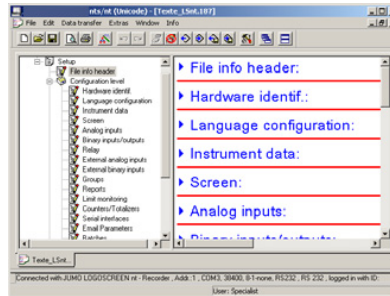 nts/nt (Unicode) - [Texte_LSnt.187]
File Edit Data transfer Extras Window Info
Setup
File info header
Configuration level
Hardware identif.
Language configuration
Instrument data
Screen
Analog inputs
Binary inputs/outputs
Relay
External analog inputs
External binary inputs
Groups
Reports
Limit monitoring
Counters/Totalizers
Serial interfaces
Email Parameters
Batches
File info header:
Hardware identif.:
Language configuration:
Instrument data:
Screen:
Analog inputs:
Binary inputs/outputs:
Texte_LSnt...
Connected with JUMO LOGOSCREEN nt - Recorder , Addr.:1 , COM3, 38400, 8-1-none, RS232 , RS 232 , logged in with ID:
User: Specialist